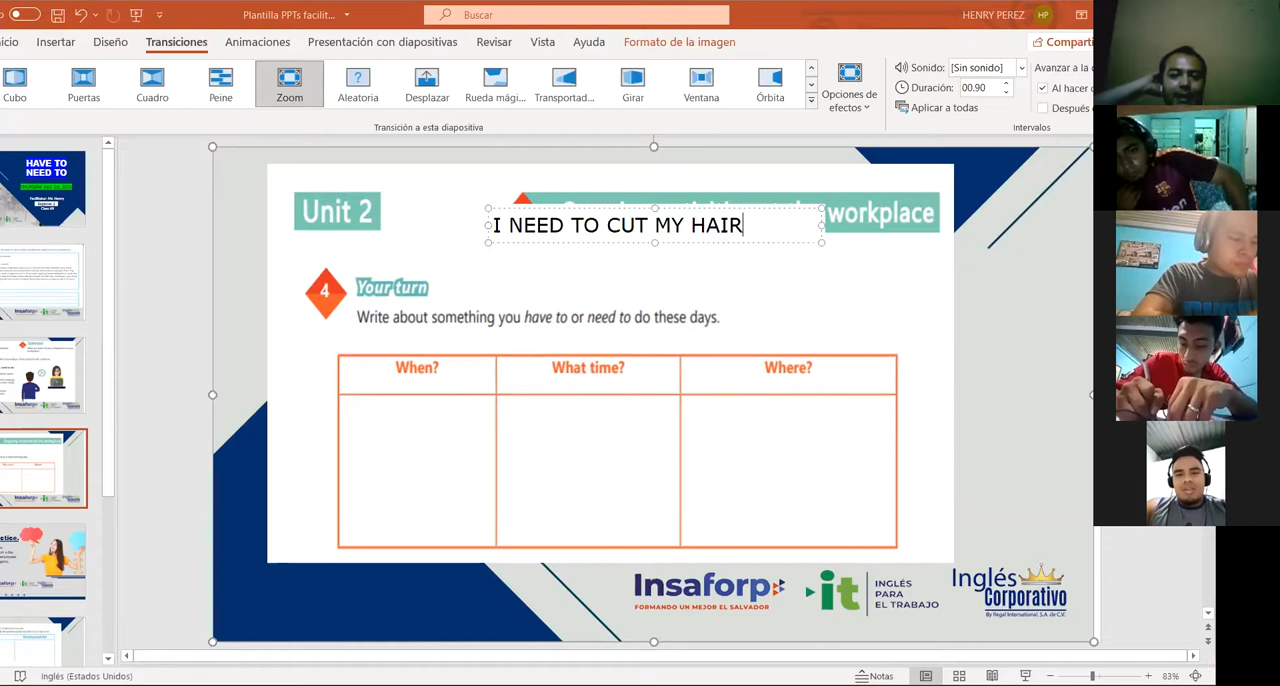 Plantilla PPTs facilit...
Buscar
HENRY PEREZ
HP
Insertar
Diseño
Transiciones
Animaciones
Presentación con diapositivas
Revisar
Vista
Ayuda
Formato de la imagen
Cubo
Puertas
Cuadro
Peine
Zoom
Aleatoria
Desplazar
Rueda mági...
Transportad...
Girar
Ventana
Órbita
Opciones de
efectos
Sonido:
[Sin sonido]
Duración:
00.90
Aplicar a todas
Avanzar a la
Al hacer
Después
Transición a esta diapositiva
Intervalos
HAVE TO
NEED TO
Unit 2
workplace
I NEED TO CUT MY HAIR
4
Your turn
Write about something you have to or need to do these days.
When?
What time?
Where?
Insaforp
FORMANDO UN MEJOR EL SALVADOR
it
INGLÉS
PARA
EL TRABAJO
Inglés
Corporativo
By Regal International, S.A. de C.V.
Inglés (Estados Unidos)
Notas
83%